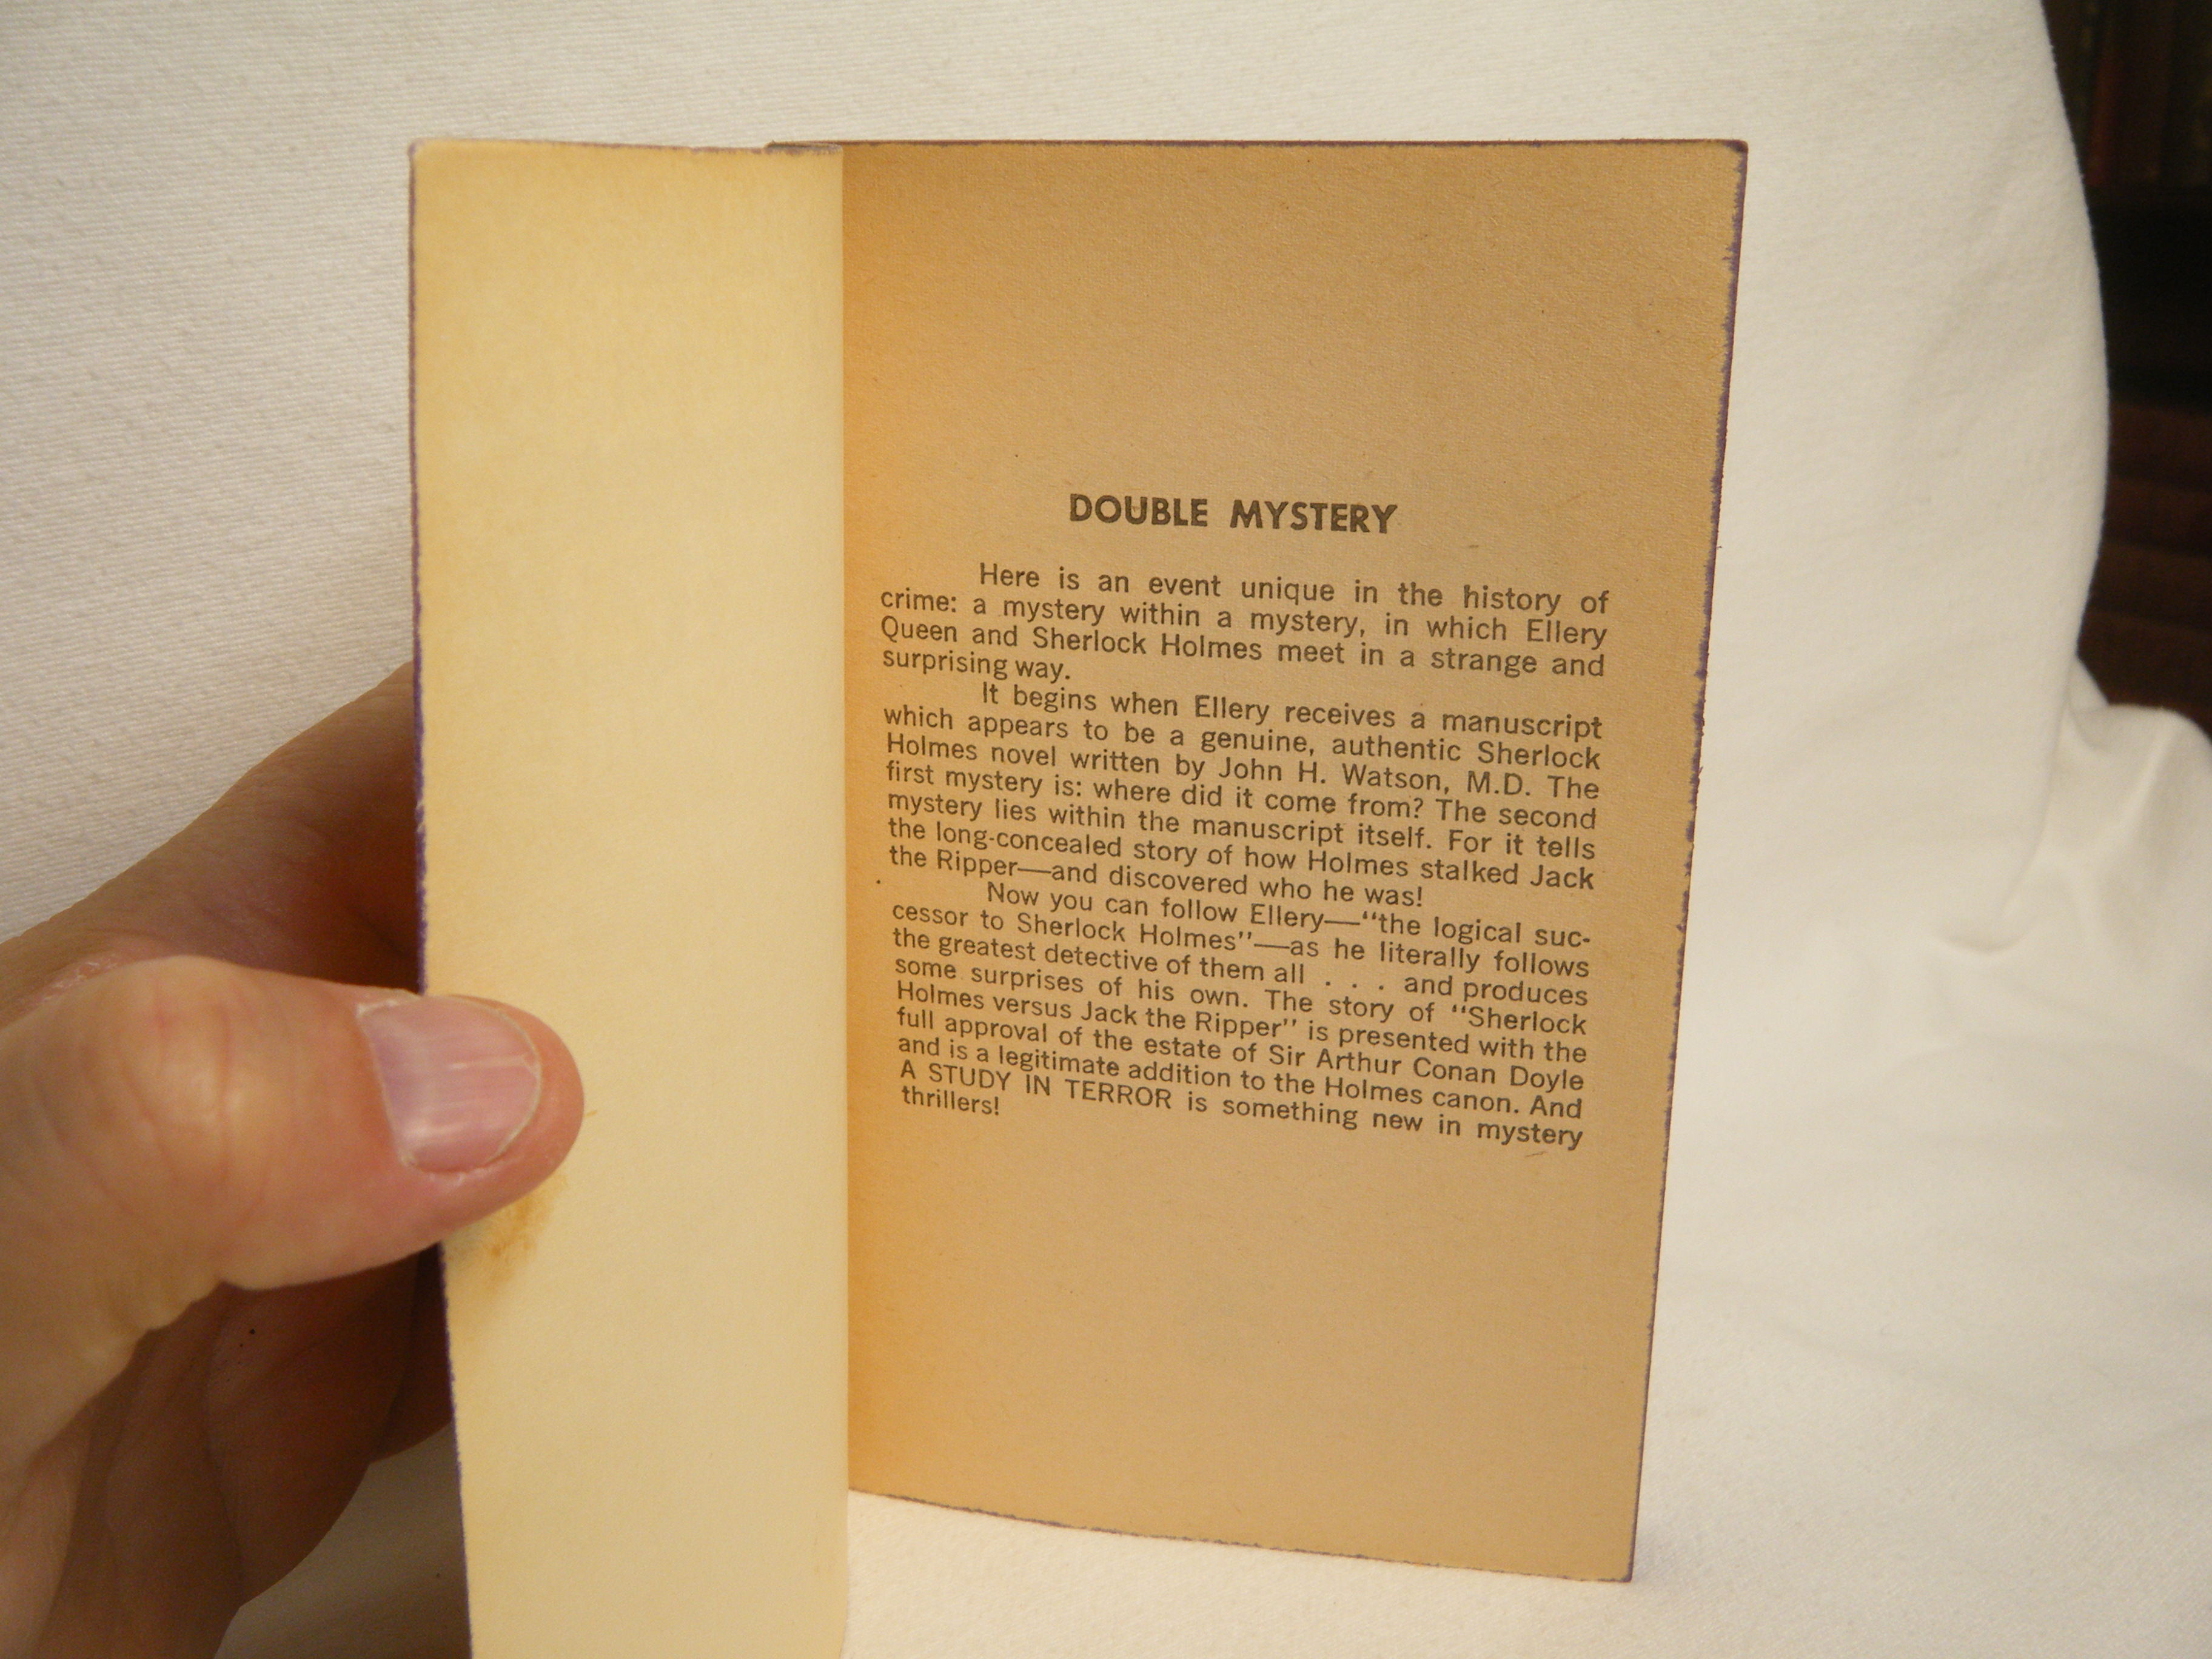 DOUBLE MYSTERY
Here is an event unique in the history of
crime: a mystery within a mystery, in which Ellery
Queen and Sherlock Holmes meet in a strange and
surprising way.
It begins when Ellery receives a manuscript
which appears to be a genuine, authentic Sherlock
Holmes novel written by John H. Watson, M.D. The
first mystery is: where did it come from? The second
mystery lies within the manuscript itself. For it tells
the long-concealed story of how Holmes stalked Jack
the Ripper—and discovered who he was!
Now you can follow Ellery—“the logical suc-
cessor to Sherlock Holmes”—as he literally follows
the greatest detective of them all . . . and produces
some surprises of his own. The story of “Sherlock
Holmes versus Jack the Ripper” is presented with the
full approval of the estate of Sir Arthur Conan Doyle
and is a legitimate addition to the Holmes canon. And
A STUDY IN TERROR is something new in mystery
thrillers!